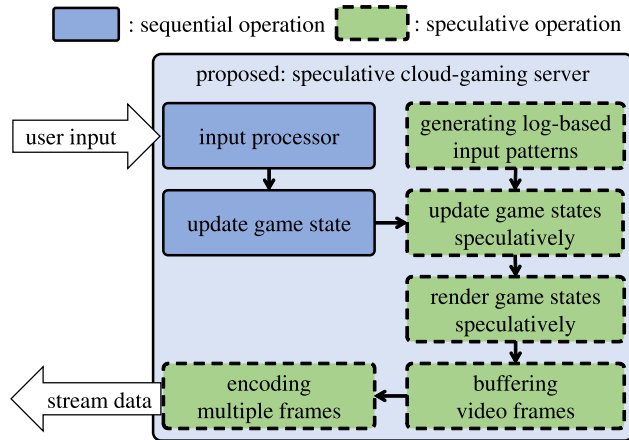 : sequential operation
: speculative operation
proposed: speculative cloud-gaming server
user input
input processor
generating log-based
input patterns
update game state
update game states
speculatively
render game states
speculatively
stream data
encoding
multiple frames
buffering
video frames